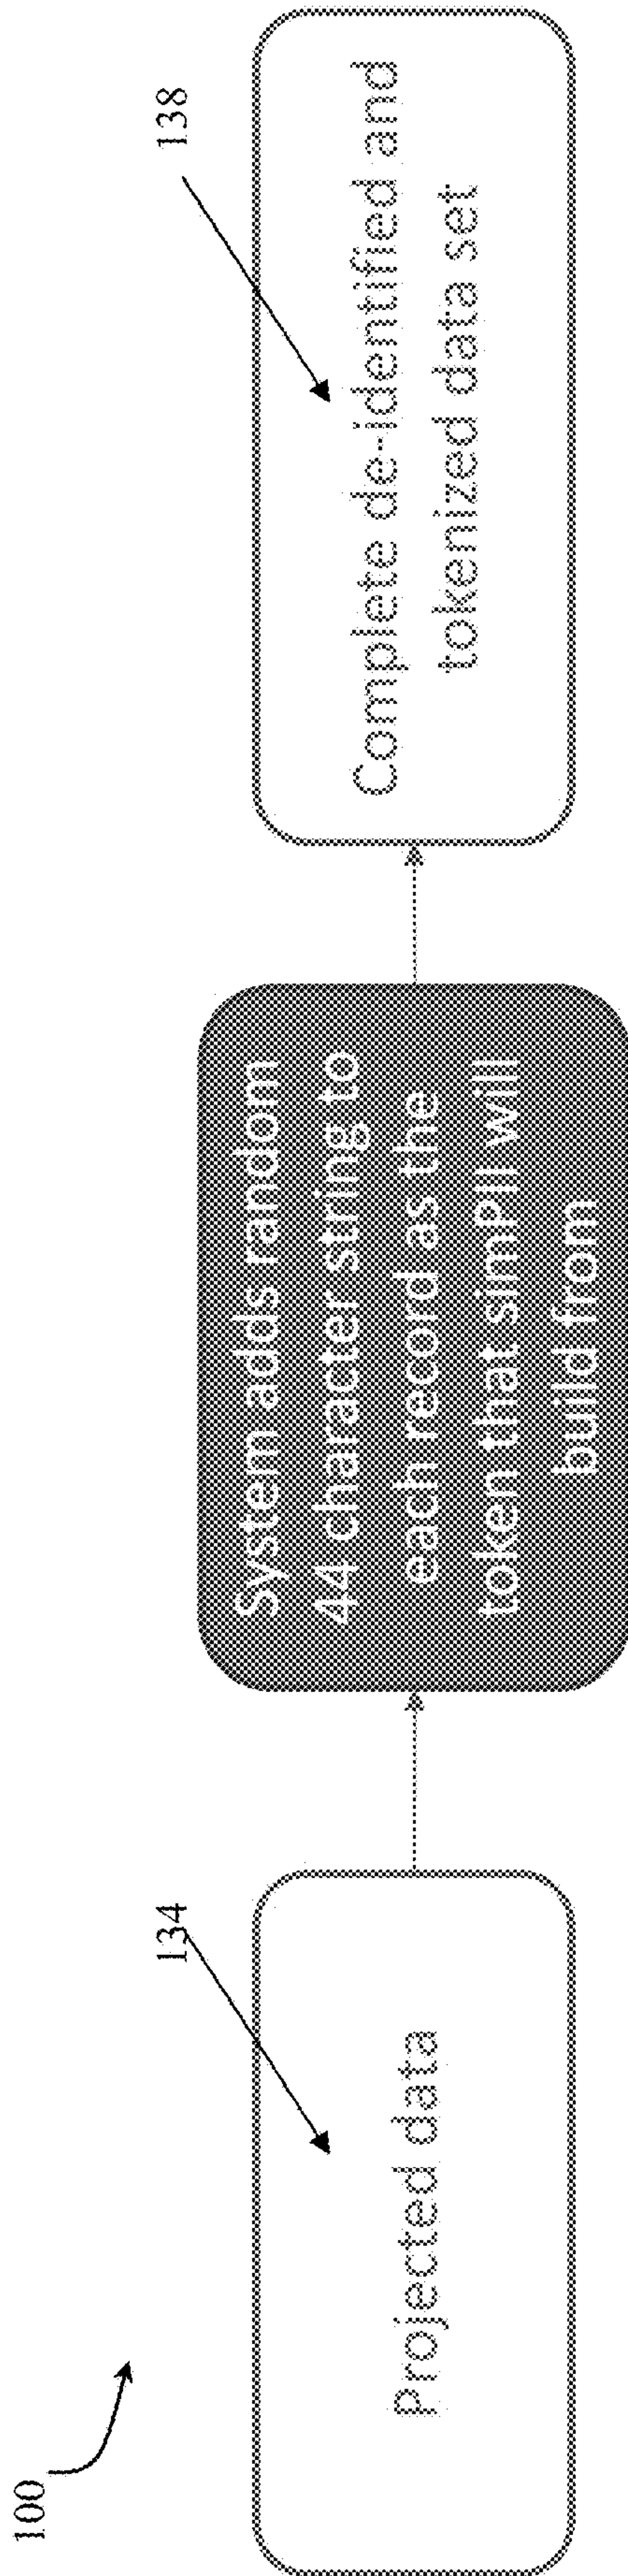 100
134
Projected data
System adds random
44 character string to
each record as the
token that simPII will
build from
138
Complete de-identified and
tokenized data set